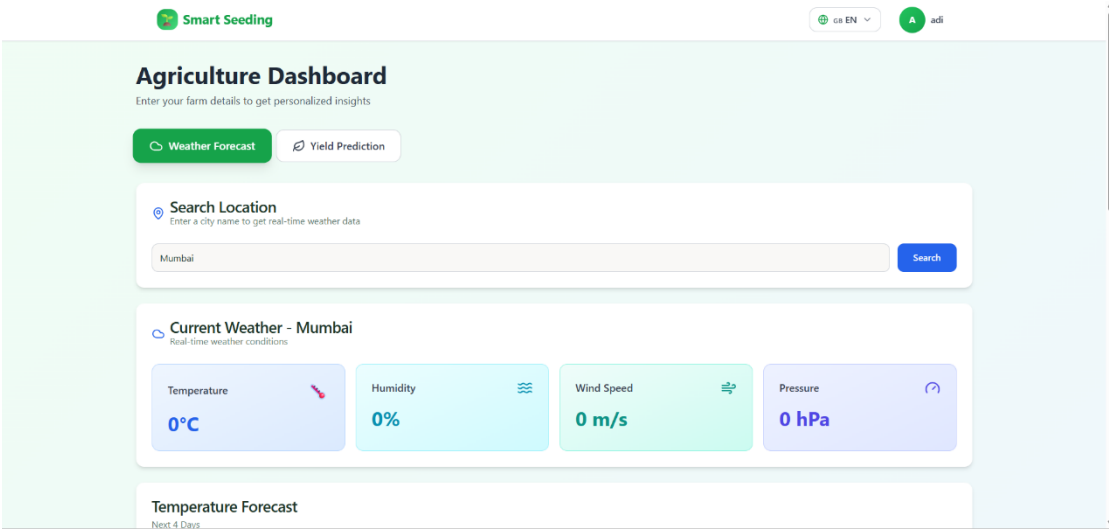 Smart Seeding
GB EN
A
adi
Agriculture Dashboard
Enter your farm details to get personalized insights
Weather Forecast
Yield Prediction
Search Location
Enter a city name to get real-time weather data
Mumbai
Search
Current Weather - Mumbai
Real-time weather conditions
Temperature
0°C
Humidity
0%
Wind Speed
0 m/s
Pressure
0 hPa
Temperature Forecast
Next 4 Days